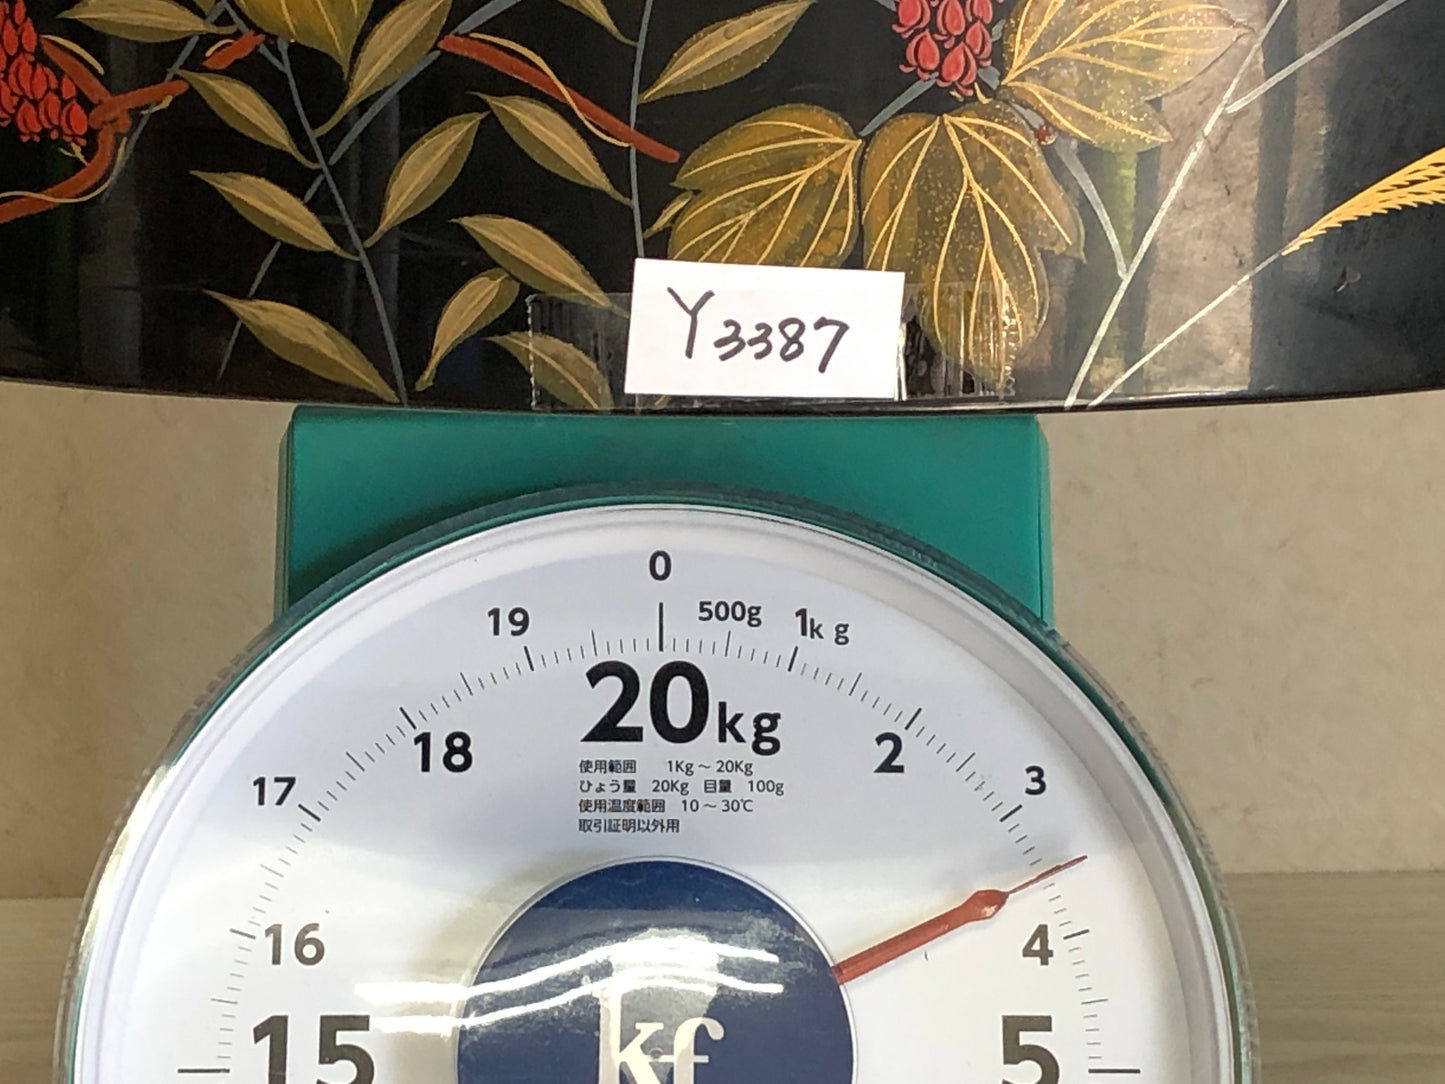 Y3387
0
19 500g 1kg
20kg
18 2
使用範囲 1Kg～20Kg
17 3
ひょう量 20Kg 目量 100g
使用温度範囲 10～30℃
取引証明以外用
16 4
15 5
kf